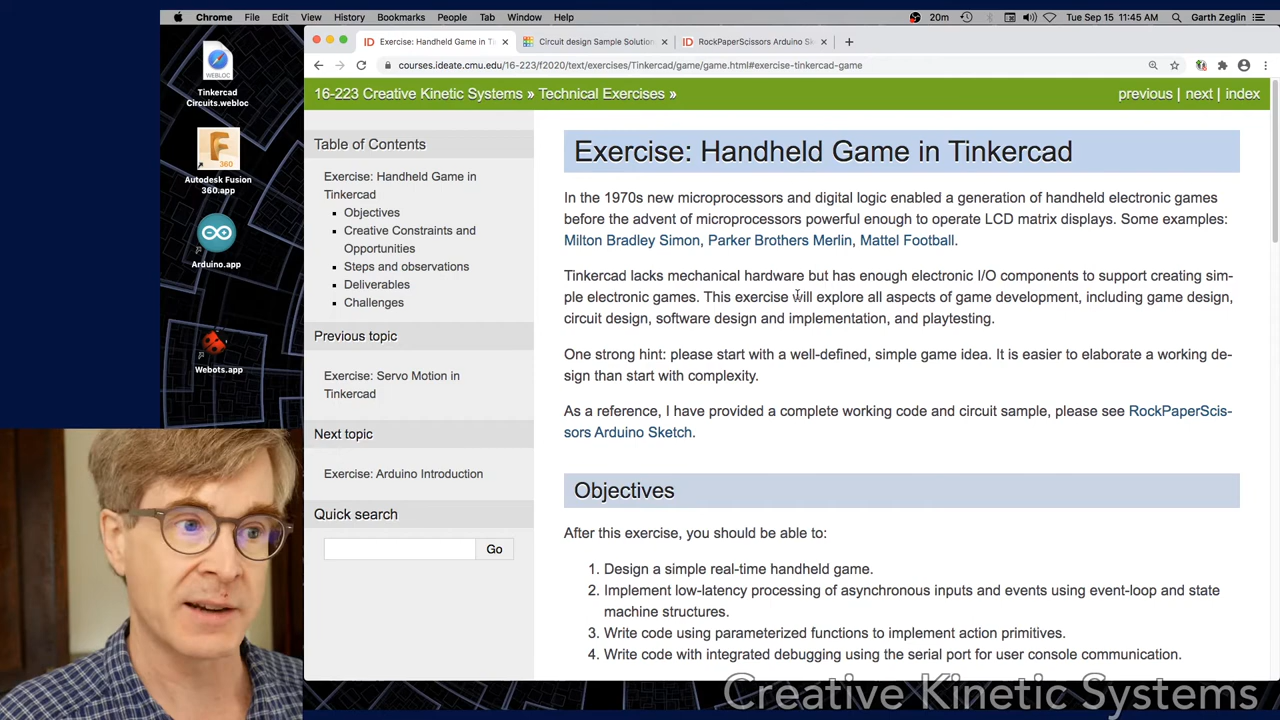 Chrome File Edit View History Bookmarks People Tab Window Help 20m Tue Sep 15 11:45 AM Garth Zeglin
Exercise: Handheld Game in Ti
Circuit design Sample Solution
RockPaperScissors Arduino Sk
courses.ideate.cmu.edu/16-223/f2020/text/exercises/Tinkercad/game/game.html#exercise-tinkercad-game
WEBLOC
Tinkercad
Circuits.webloc
360
Autodesk Fusion
360.app
Arduino.app
Webots.app
16-223 Creative Kinetic Systems » Technical Exercises »
previous | next | index
Table of Contents
Exercise: Handheld Game in
Tinkercad
Objectives
Creative Constraints and
Opportunities
Steps and observations
Deliverables
Challenges
Previous topic
Exercise: Servo Motion in
Tinkercad
Next topic
Exercise: Arduino Introduction
Quick search
Go
Exercise: Handheld Game in Tinkercad
In the 1970s new microprocessors and digital logic enabled a generation of handheld electronic games
before the advent of microprocessors powerful enough to operate LCD matrix displays. Some examples:
Milton Bradley Simon, Parker Brothers Merlin, Mattel Football.
Tinkercad lacks mechanical hardware but has enough electronic I/O components to support creating sim-
ple electronic games. This exercise will explore all aspects of game development, including game design,
circuit design, software design and implementation, and playtesting.
One strong hint: please start with a well-defined, simple game idea. It is easier to elaborate a working de-
sign than start with complexity.
As a reference, I have provided a complete working code and circuit sample, please see RockPaperScis-
sors Arduino Sketch.
Objectives
After this exercise, you should be able to:
1. Design a simple real-time handheld game.
2. Implement low-latency processing of asynchronous inputs and events using event-loop and state
machine structures.
3. Write code using parameterized functions to implement action primitives.
4. Write code with integrated debugging using the serial port for user console communication.
Creative Kinetic Systems